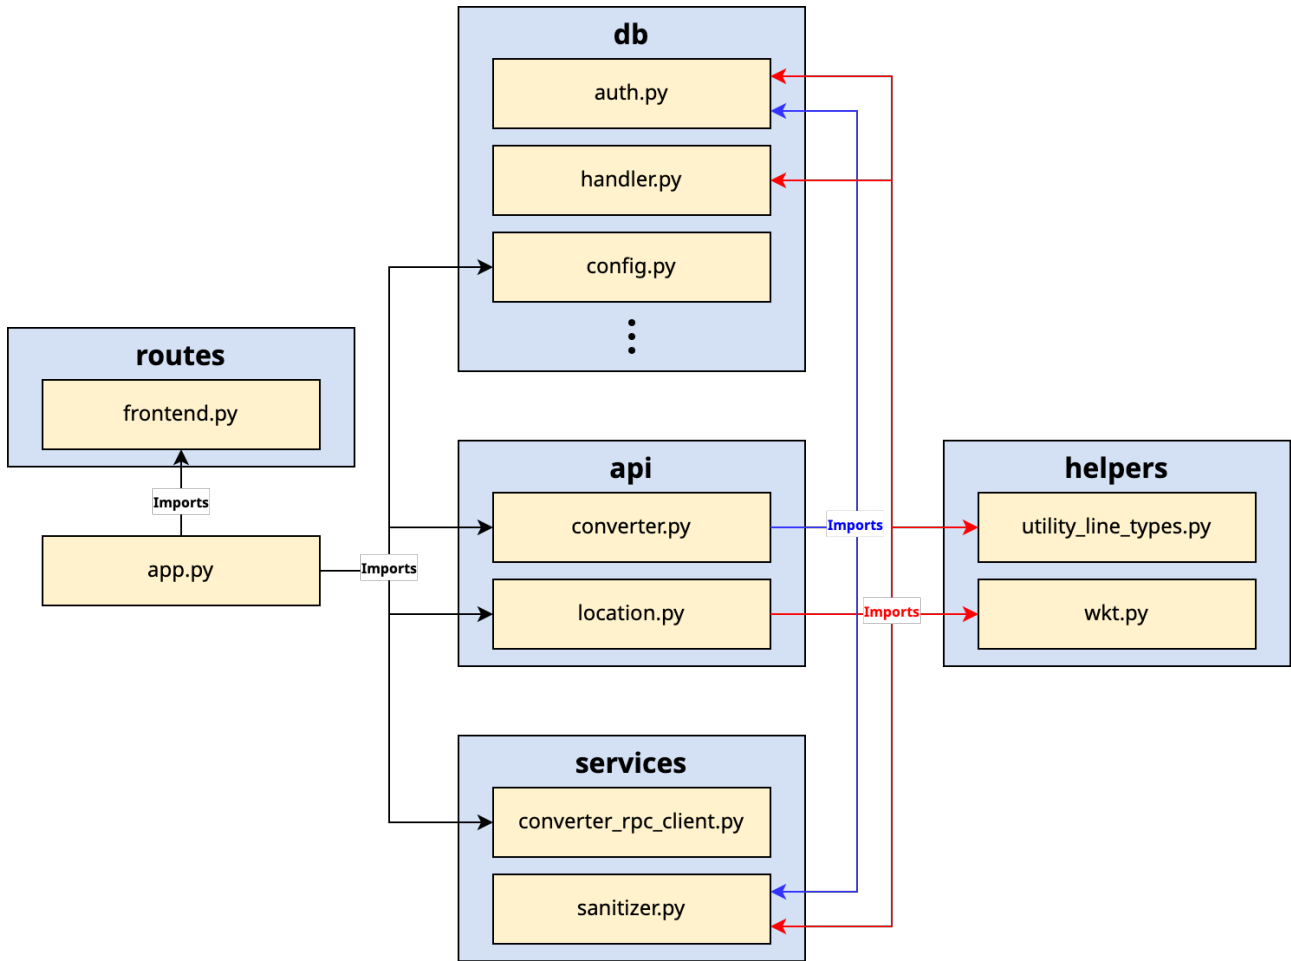 db
auth.py
handler.py
config.py
routes
frontend.py
Imports
app.py
Imports
api
converter.py
location.py
Imports
Imports
helpers
utility_line_types.py
wkt.py
services
converter_rpc_client.py
sanitizer.py